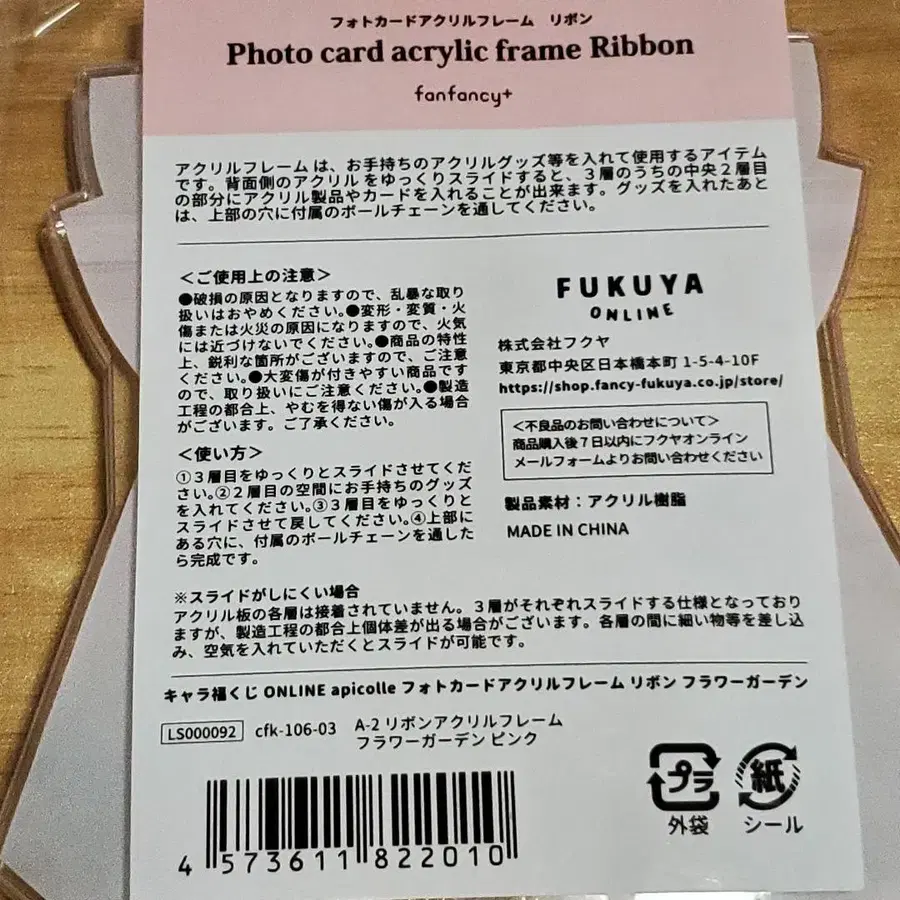 フォトカードアクリルフレーム リボン
Photo card acrylic frame Ribbon
fanfancy+
アクリルフレームは、お手持ちのアクリルグッズ等を入れて使用するアイテム
です。背面側のアクリルをゆっくりスライドすると、3層のうちの中央2層目
の部分にアクリル製品やカードを入れることが出来ます。グッズを入れたあと
は、上部の穴に付属のボールチェーンを通してください。
＜ご使用上の注意＞
●破損の原因となりますので、乱暴な取り
扱いはおやめください。●変形・変質・火
傷または火災の原因になりますので、火気
には近づけないでください。●商品の特性
上、鋭利な箇所がございますので、ご注意
ください。●大変傷が付きやすい商品です
ので、取り扱いにご注意ください。●製造
工程の都合上、やむを得ない傷が入る場合
がございます。ご了承ください。
＜使い方＞
①3層目をゆっくりとスライドさせてくだ
さい。②2層目の空間にお手持ちのグッズ
を入れてください。③3層目をゆっくりと
スライドさせて戻してください。④上部に
ある穴に、付属のボールチェーンを通した
ら完成です。
FUKUYA
ONLINE
株式会社フクヤ
東京都中央区日本橋本町 1-5-4-10F
https://shop.fancy-fukuya.co.jp/store/
＜不良品のお問い合わせについて＞
商品購入後7日以内にフクヤオンライン
メールフォームよりお問い合わせください
製品素材：アクリル樹脂
MADE IN CHINA
※スライドがしにくい場合
アクリル板の各層は接着されていません。3層がそれぞれスライドする仕様となっており
ますが、製造工程の都合上個体差が出る場合がございます。各層の間に細い物等を差し込
み、空気を入れていただくとスライドが可能です。
キャラ福くじ ONLINE apicolle フォトカードアクリルフレーム リボン フラワーガーデン
LS000092 cfk-106-03 A-2 リボンアクリルフレーム
フラワーガーデン ピンク
4 573611 822010
プラ 紙
外袋 シール